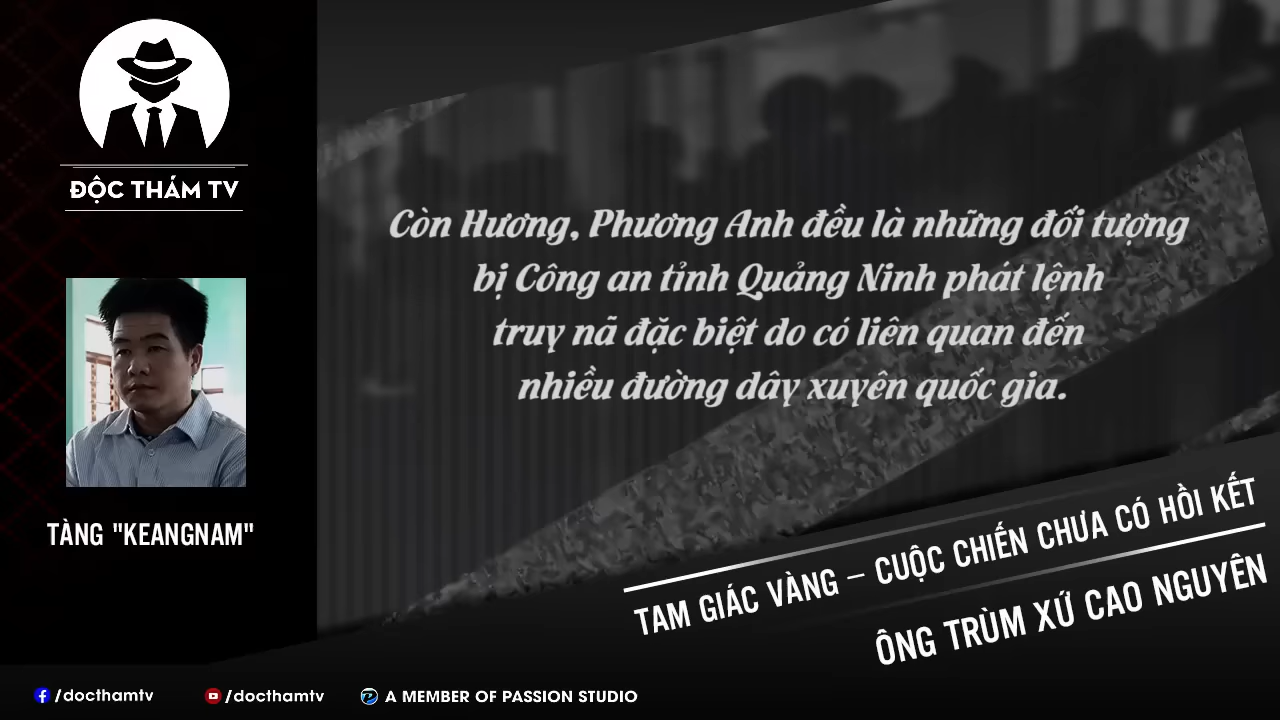 ĐỘC THÁM TV
TÀNG "KEANGNAM"
Còn Hương, Phương Anh đều là những đối tượng
bị Công an tỉnh Quảng Ninh phát lệnh
truy nã đặc biệt do có liên quan đến
nhiều đường dây xuyên quốc gia.
TAM GIÁC VÀNG – CUỘC CHIẾN CHƯA CÓ HỒI KẾT
ÔNG TRÙM XỨ CAO NGUYÊN
/docthamtv
/docthamtv
A MEMBER OF PASSION STUDIO